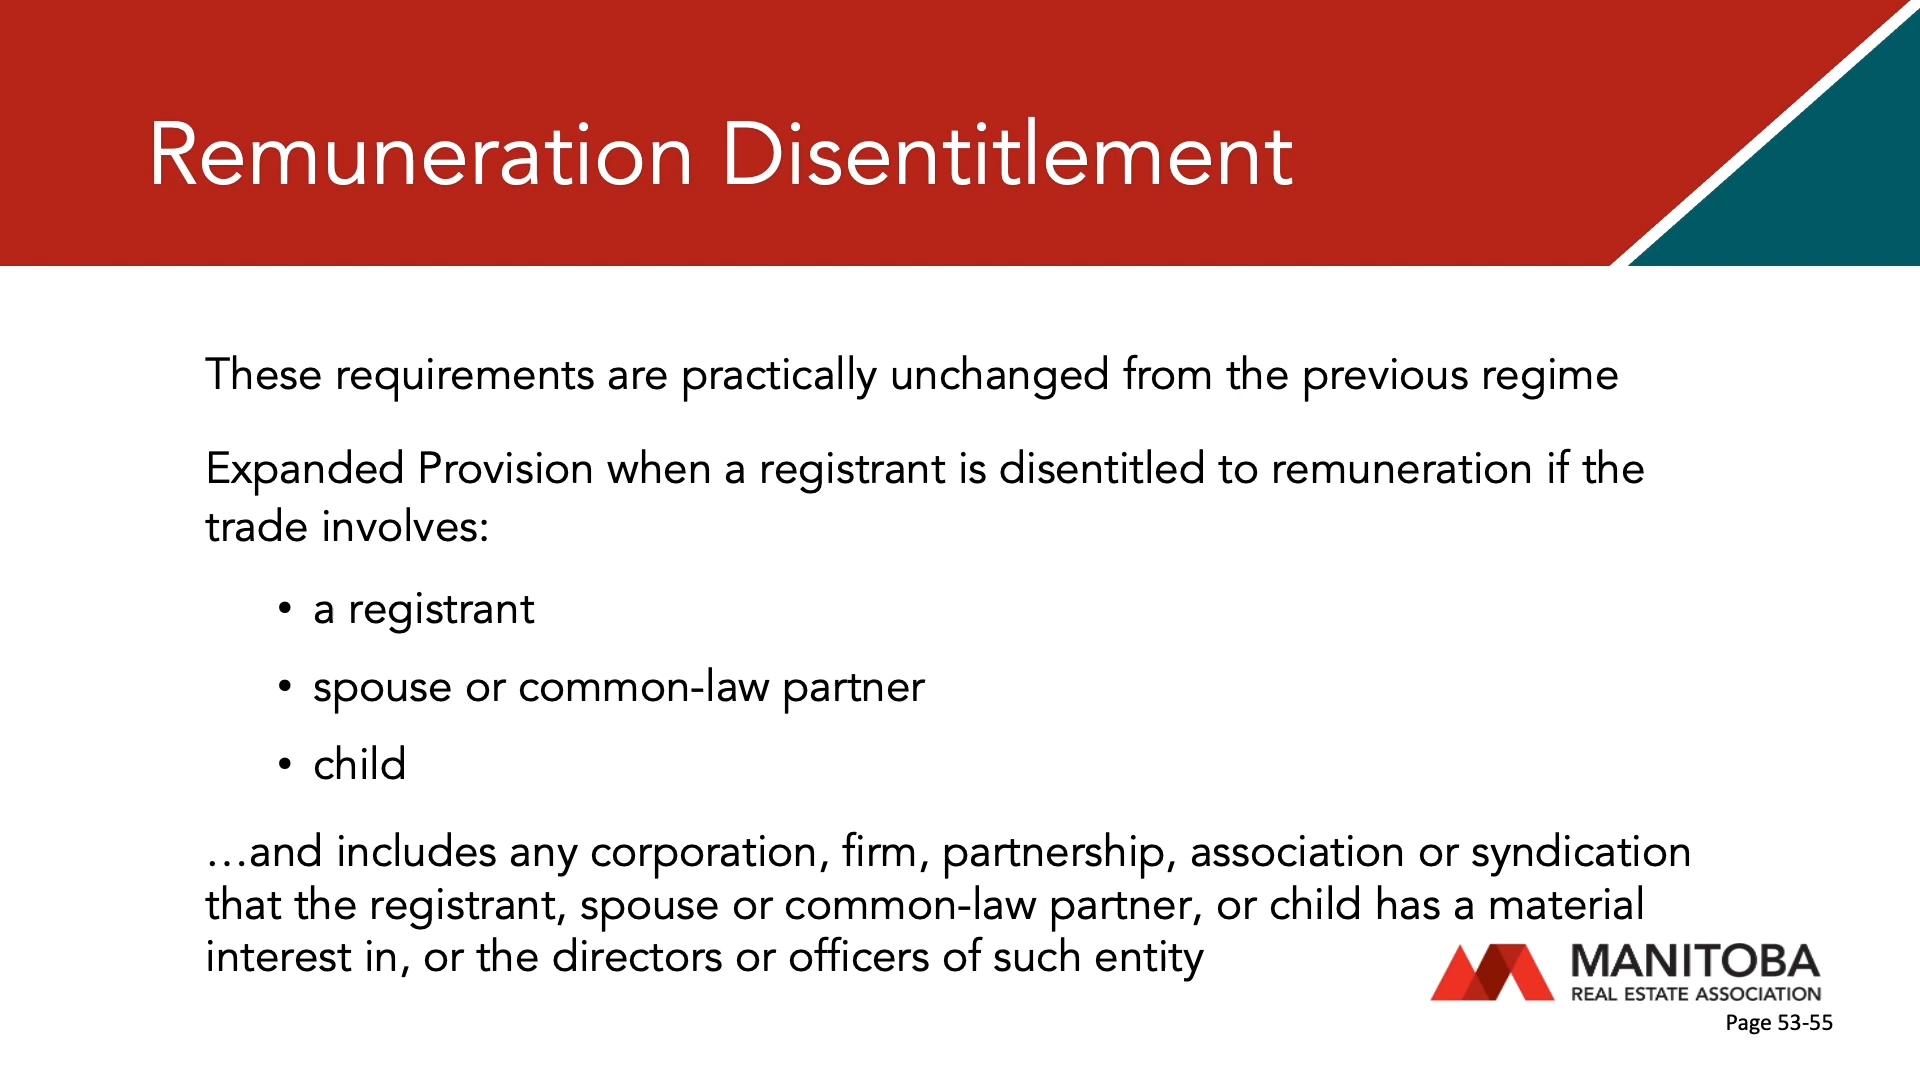 Remuneration Disentitlement
These requirements are practically unchanged from the previous regime
Expanded Provision when a registrant is disentitled to remuneration if the
trade involves:
• a registrant
• spouse or common-law partner
• child
…and includes any corporation, firm, partnership, association or syndication
that the registrant, spouse or common-law partner, or child has a material
interest in, or the directors or officers of such entity
MANITOBA
REAL ESTATE ASSOCIATION
Page 53-55